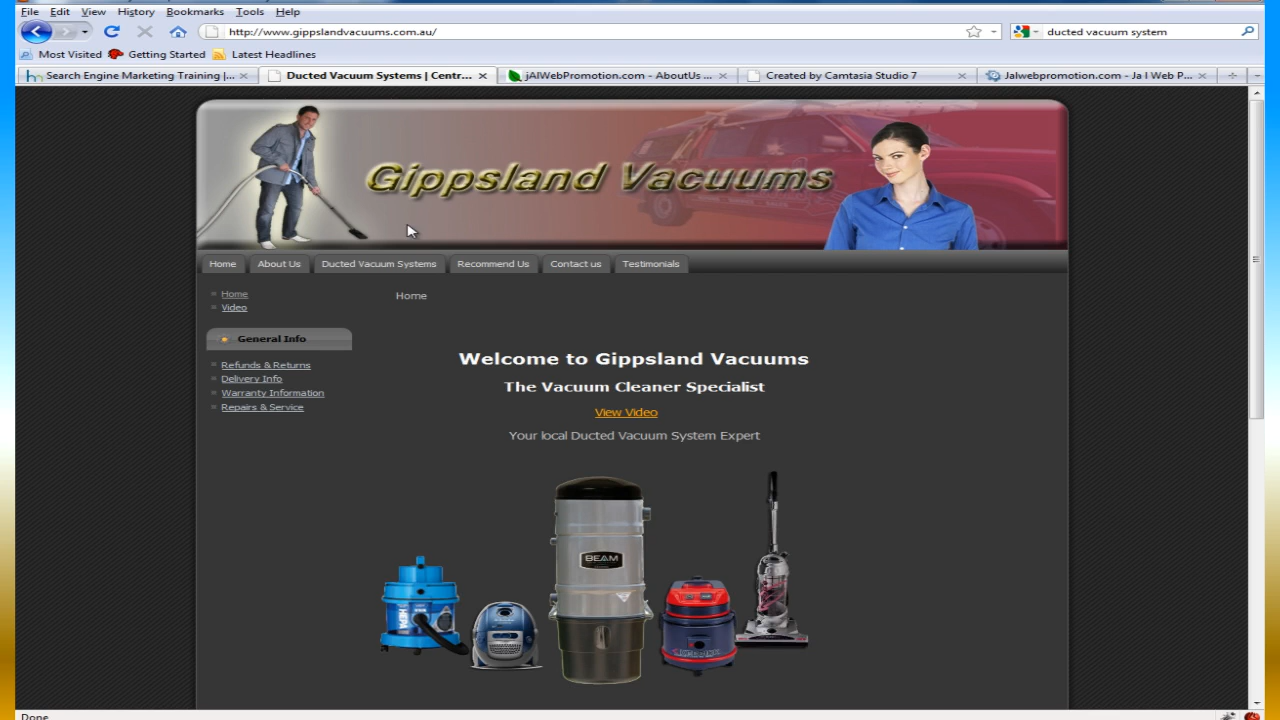 File Edit View History Bookmarks Tools Help
http://www.gippslandvacuums.com.au/ ducted vacuum system
Most Visited Getting Started Latest Headlines
Search Engine Marketing Training |... Ducted Vacuum Systems | Centr... jAlWebPromotion.com - AboutUs ... Created by Camtasia Studio 7 Jalwebpromotion.com - Ja l Web P...
Gippsland Vacuums
Home About Us Ducted Vacuum Systems Recommend Us Contact us Testimonials
Home
Video
Home
General Info
Refunds & Returns
Delivery Info
Warranty Information
Repairs & Service
Welcome to Gippsland Vacuums
The Vacuum Cleaner Specialist
View Video
Your local Ducted Vacuum System Expert
BEAM
HEPA
Done